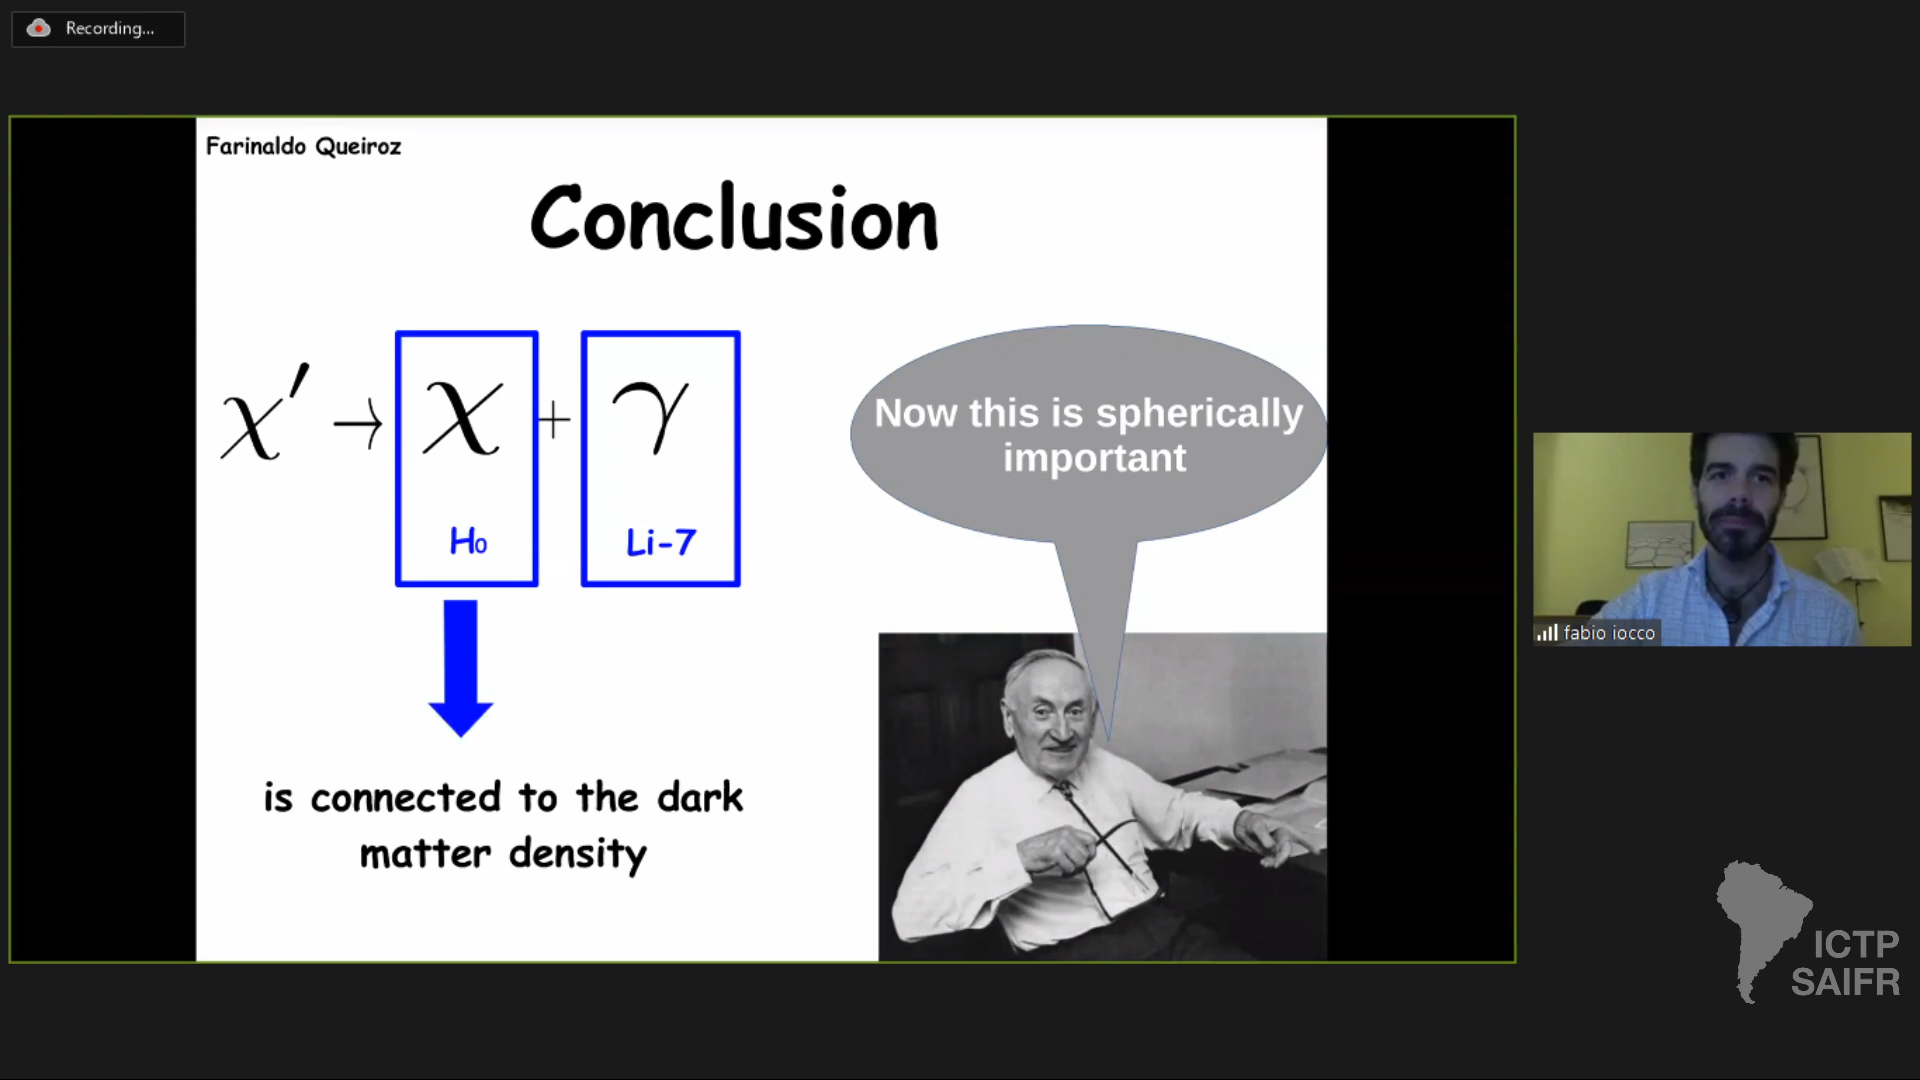 Recording...
Farinaldo Queiroz
Conclusion
χ′ → χ + γ
H₀
Li-7
Now this is spherically
important
is connected to the dark
matter density
fabio iocco
ICTP
SAIFR